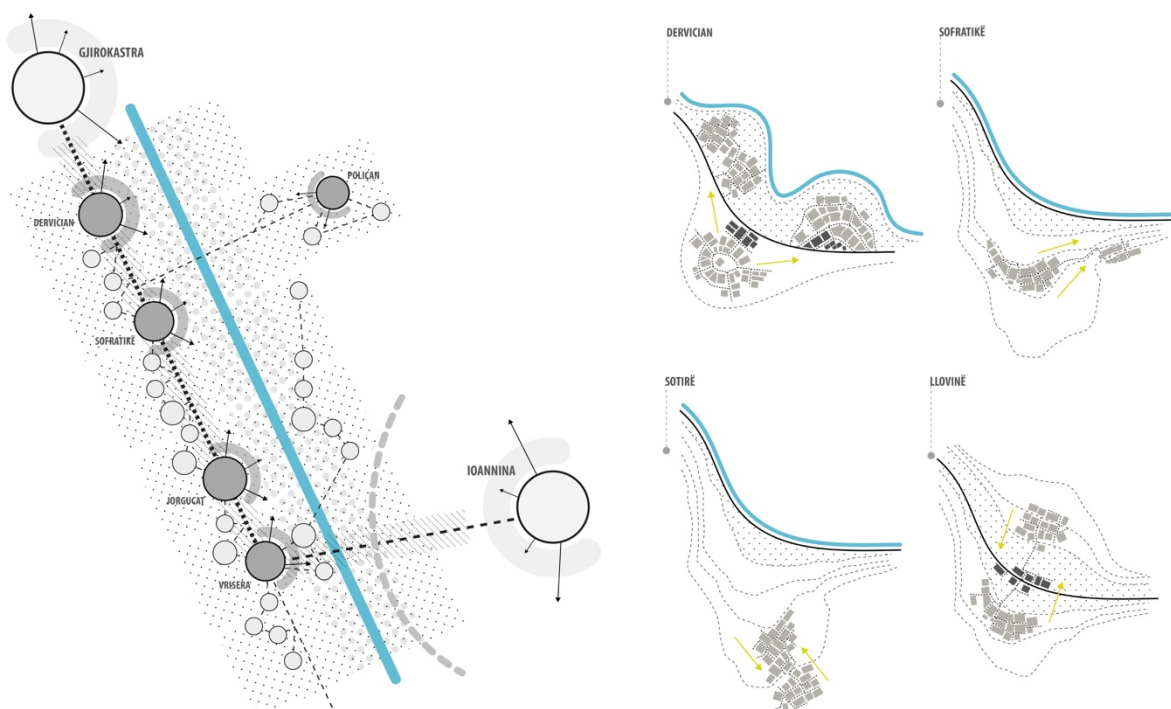 GJIROKASTRA
DERVICIAN
POLIÇAN
SOFRATIKË
JORGUCAT
VRISERA
IOANNINA
DERVICIAN
SOFRATIKË
SOTIRË
LLOVINË